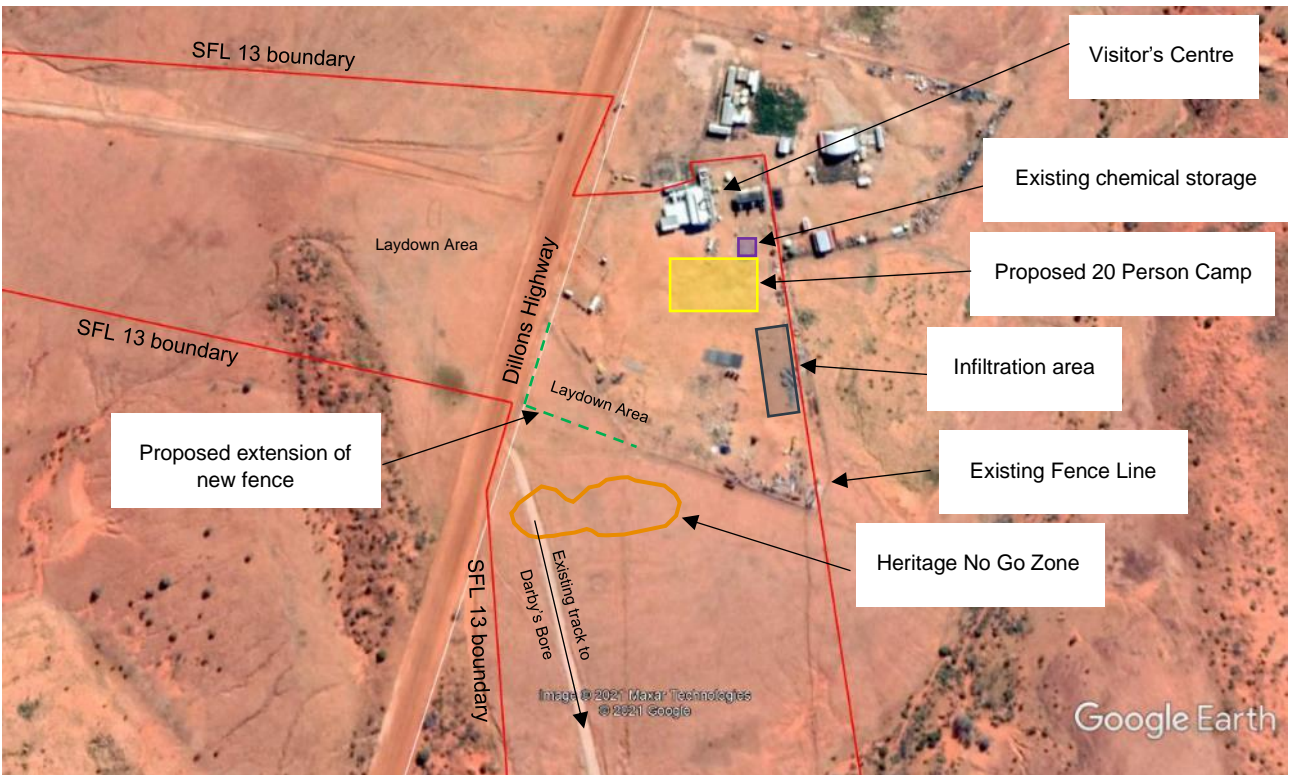 SFL 13 boundary
Visitor's Centre
Existing chemical storage
Laydown Area
Dillons Highway
Proposed 20 Person Camp
SFL 13 boundary
Infiltration area
Laydown Area
Proposed extension of
new fence
Existing Fence Line
Heritage No Go Zone
SFL 13 boundary
Existing track to
Darby's Bore
Image © 2021 Maxar Technologies
© 2021 Google
Google Earth